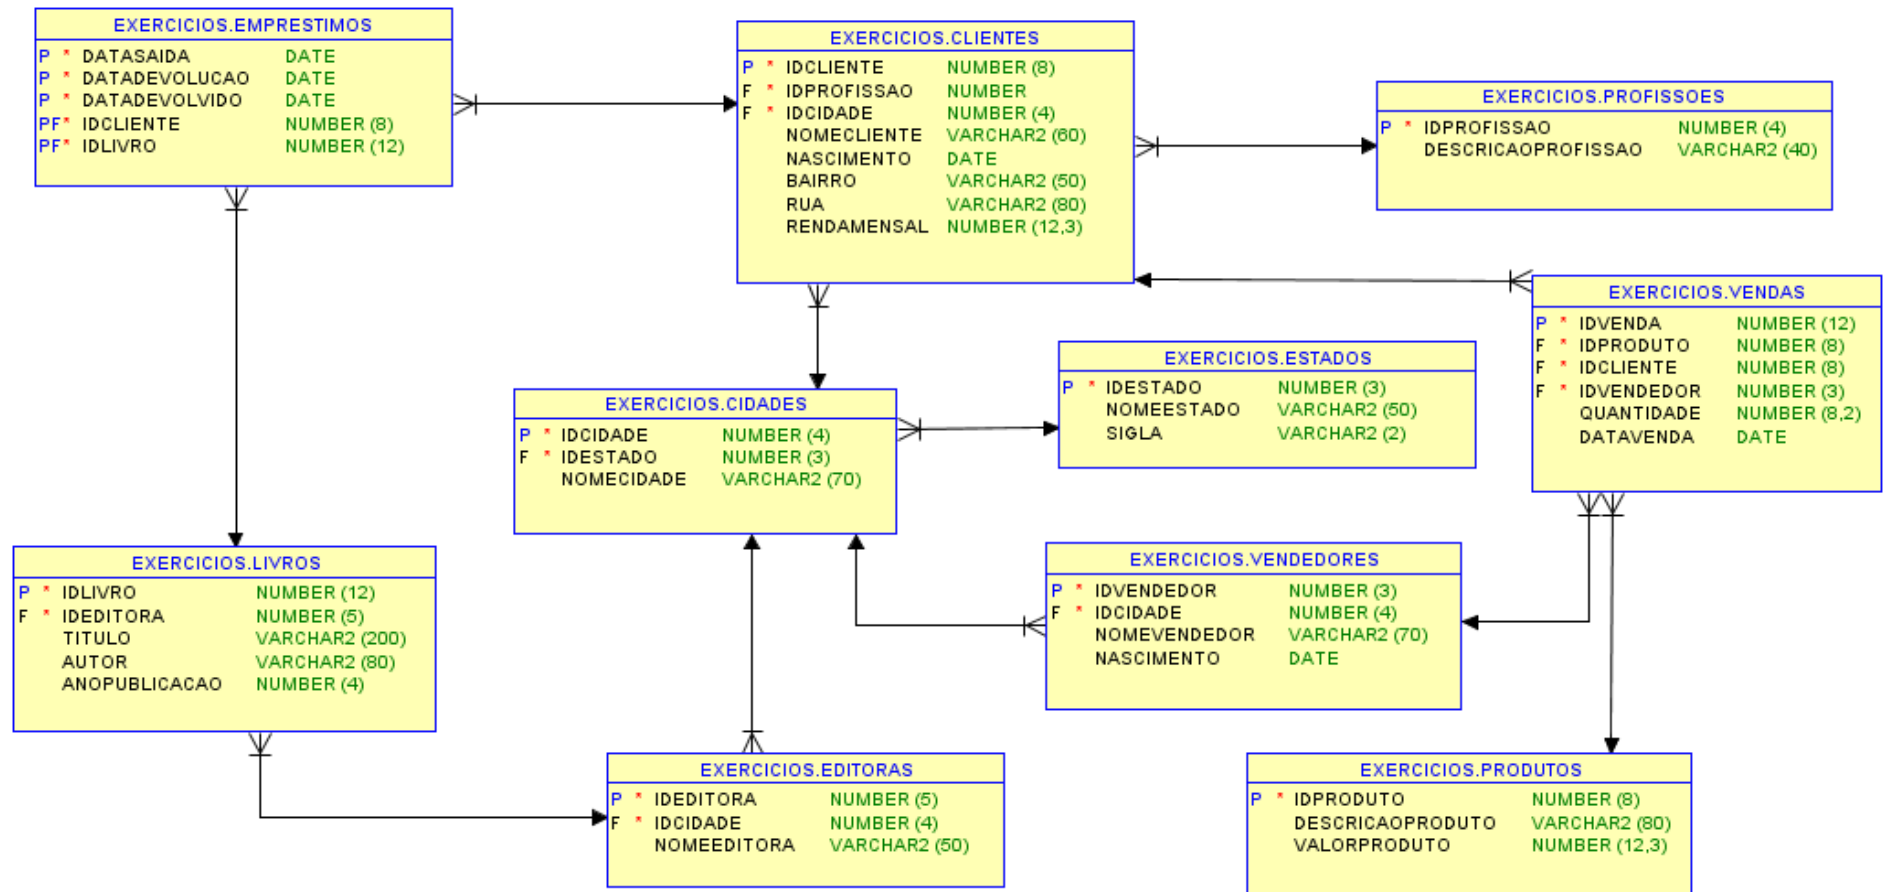 EXERCICIOS.EMPRESTIMOS
P * DATASAIDA DATE
P * DATADEVOLUCAO DATE
P * DATADEVOLVIDO DATE
PF* IDCLIENTE NUMBER (8)
PF* IDLIVRO NUMBER (12)
EXERCICIOS.CLIENTES
P * IDCLIENTE NUMBER (8)
F * IDPROFISSAO NUMBER
F * IDCIDADE NUMBER (4)
NOMECLIENTE VARCHAR2 (60)
NASCIMENTO DATE
BAIRRO VARCHAR2 (50)
RUA VARCHAR2 (80)
RENDAMENSAL NUMBER (12,3)
EXERCICIOS.PROFISSOES
P * IDPROFISSAO NUMBER (4)
DESCRICAOPROFISSAO VARCHAR2 (40)
EXERCICIOS.VENDAS
P * IDVENDA NUMBER (12)
F * IDPRODUTO NUMBER (8)
F * IDCLIENTE NUMBER (8)
F * IDVENDEDOR NUMBER (3)
QUANTIDADE NUMBER (8,2)
DATAVENDA DATE
EXERCICIOS.ESTADOS
P * IDESTADO NUMBER (3)
NOMEESTADO VARCHAR2 (50)
SIGLA VARCHAR2 (2)
EXERCICIOS.CIDADES
P * IDCIDADE NUMBER (4)
F * IDESTADO NUMBER (3)
NOMECIDADE VARCHAR2 (70)
EXERCICIOS.LIVROS
P * IDLIVRO NUMBER (12)
F * IDEDITORA NUMBER (5)
TITULO VARCHAR2 (200)
AUTOR VARCHAR2 (80)
ANOPUBLICACAO NUMBER (4)
EXERCICIOS.VENDEDORES
P * IDVENDEDOR NUMBER (3)
F * IDCIDADE NUMBER (4)
NOMEVENDEDOR VARCHAR2 (70)
NASCIMENTO DATE
EXERCICIOS.EDITORAS
P * IDEDITORA NUMBER (5)
F * IDCIDADE NUMBER (4)
NOMEEDITORA VARCHAR2 (50)
EXERCICIOS.PRODUTOS
P * IDPRODUTO NUMBER (8)
DESCRICAOPRODUTO VARCHAR2 (80)
VALORPRODUTO NUMBER (12,3)